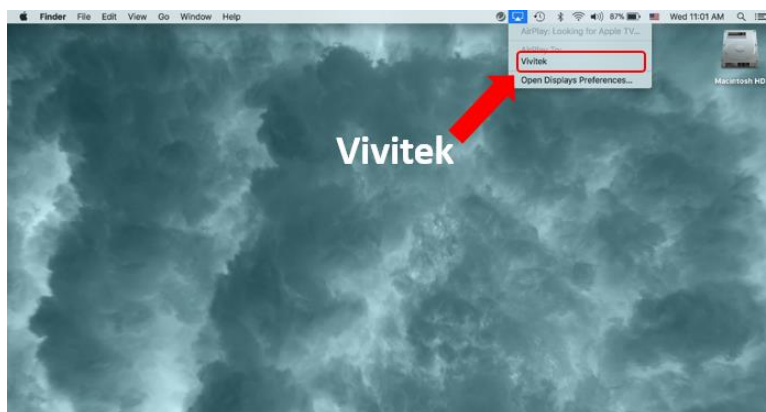 Finder File Edit View Go Window Help 87% Wed 11:01 AM
AirPlay: Looking for Apple TV...
AirPlay To:
Vivitek
Open Displays Preferences...
Macintosh HD
Vivitek